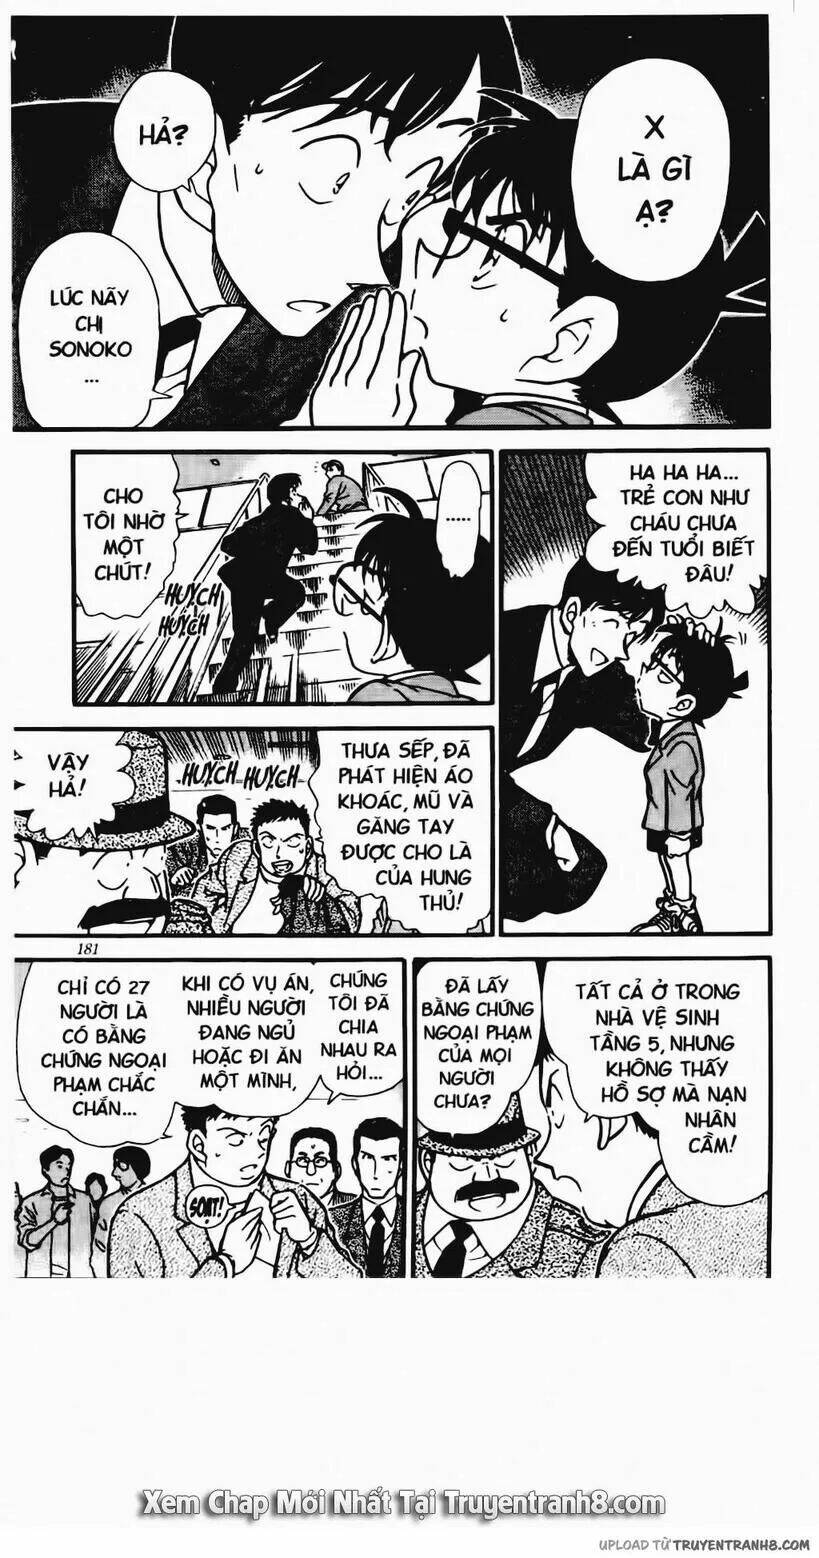 X
LÀ GÌ
Ạ?
HẢ?
LÚC NÃY
CHỊ
SONOKO
...
HA HA HA...
TRẺ CON NHƯ
CHÁU CHƯA
ĐẾN TUỔI BIẾT
ĐÂU!
......
CHO
TÔI NHỜ
MỘT
CHÚT!
HUỴCH
HUỴCH
THƯA SẾP, ĐÃ
PHÁT HIỆN ÁO
KHOÁC, MŨ VÀ
GĂNG TAY
ĐƯỢC CHO LÀ
CỦA HUNG
THỦ!
HUỴCH HUỴCH
VẬY
HẢ!
181
TẤT CẢ Ở TRONG
NHÀ VỆ SINH
TẦNG 5, NHƯNG
KHÔNG THẤY
HỒ SƠ MÀ NẠN
NHÂN
CẦM!
ĐÃ LẤY
BẰNG CHỨNG
NGOẠI PHẠM
CỦA MỌI
NGƯỜI
CHƯA?
CHÚNG
TÔI ĐÃ
CHIA
NHAU RA
HỎI...
KHI CÓ VỤ ÁN,
NHIỀU NGƯỜI
ĐANG NGỦ
HOẶC ĐI ĂN
MỘT MÌNH,
CHỈ CÓ 27
NGƯỜI LÀ
CÓ BẰNG
CHỨNG NGOẠI
PHẠM CHẮC
CHẮN...
SOẠT!
Xem Chap Mới Nhất Tại Truyentranh8.com
UPLOAD TỪ TRUYENTRANH8.COM